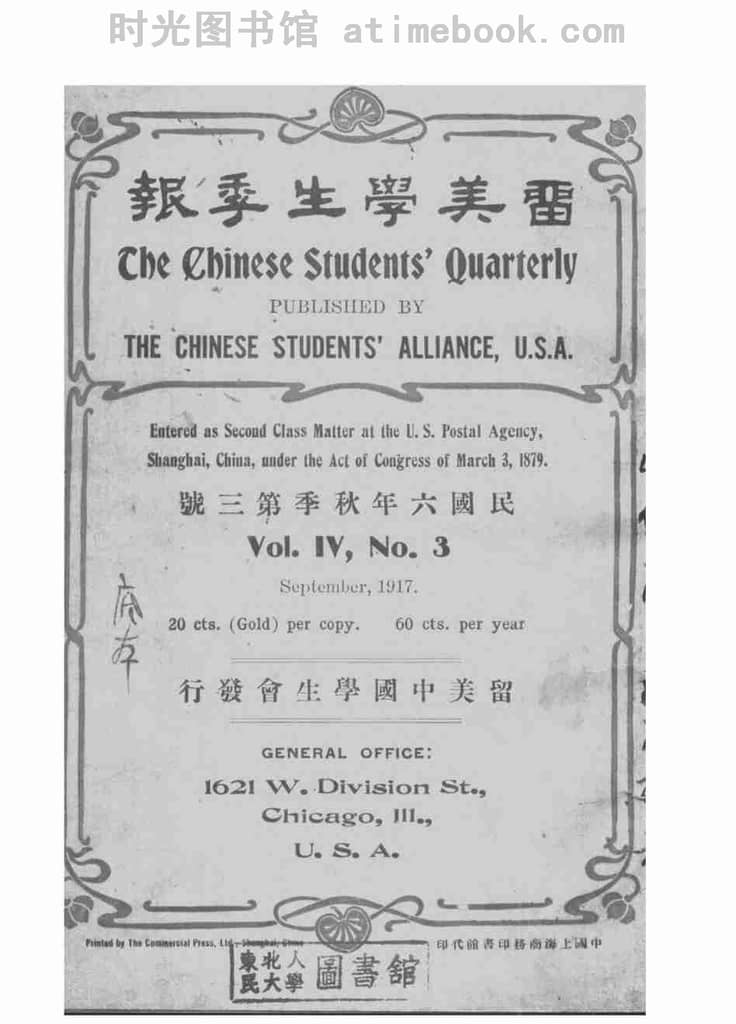 时光图书馆 atimebook.com
報季生學美畱
The Chinese Students' Quarterly
PUBLISHED BY
THE CHINESE STUDENTS' ALLIANCE, U.S.A.
Entered as Second Class Matter at the U. S. Postal Agency,
Shanghai, China, under the Act of Congress of March 3, 1879.
號三第季秋年六國民
Vol. IV, No. 3
September, 1917.
20 cts. (Gold) per copy. 60 cts. per year
行發會生學國中美留
GENERAL OFFICE:
1621 W. Division St.,
Chicago, Ill.,
U. S. A.
Printed by The Commercial Press, Ltd., Shanghai, China
印代館書印務商海上國中
東北人
民大學
圖書館